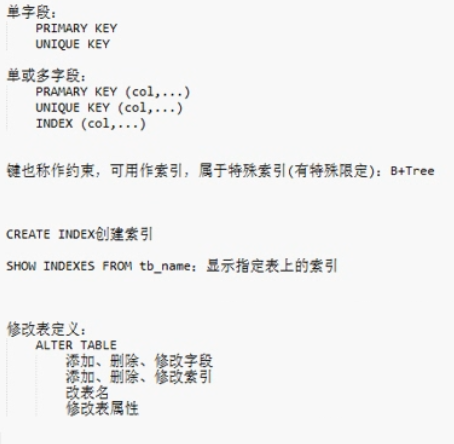 单字段：
PRIMARY KEY
UNIQUE KEY
单或多字段：
PRAMARY KEY (col,...)
UNIQUE KEY (col,...)
INDEX (col,...)
键也称作约束，可用作索引，属于特殊索引(有特殊限定)：B+Tree
CREATE INDEX创建索引
SHOW INDEXES FROM tb_name：显示指定表上的索引
修改表定义：
ALTER TABLE
添加、删除、修改字段
添加、删除、修改索引
改表名
修改表属性